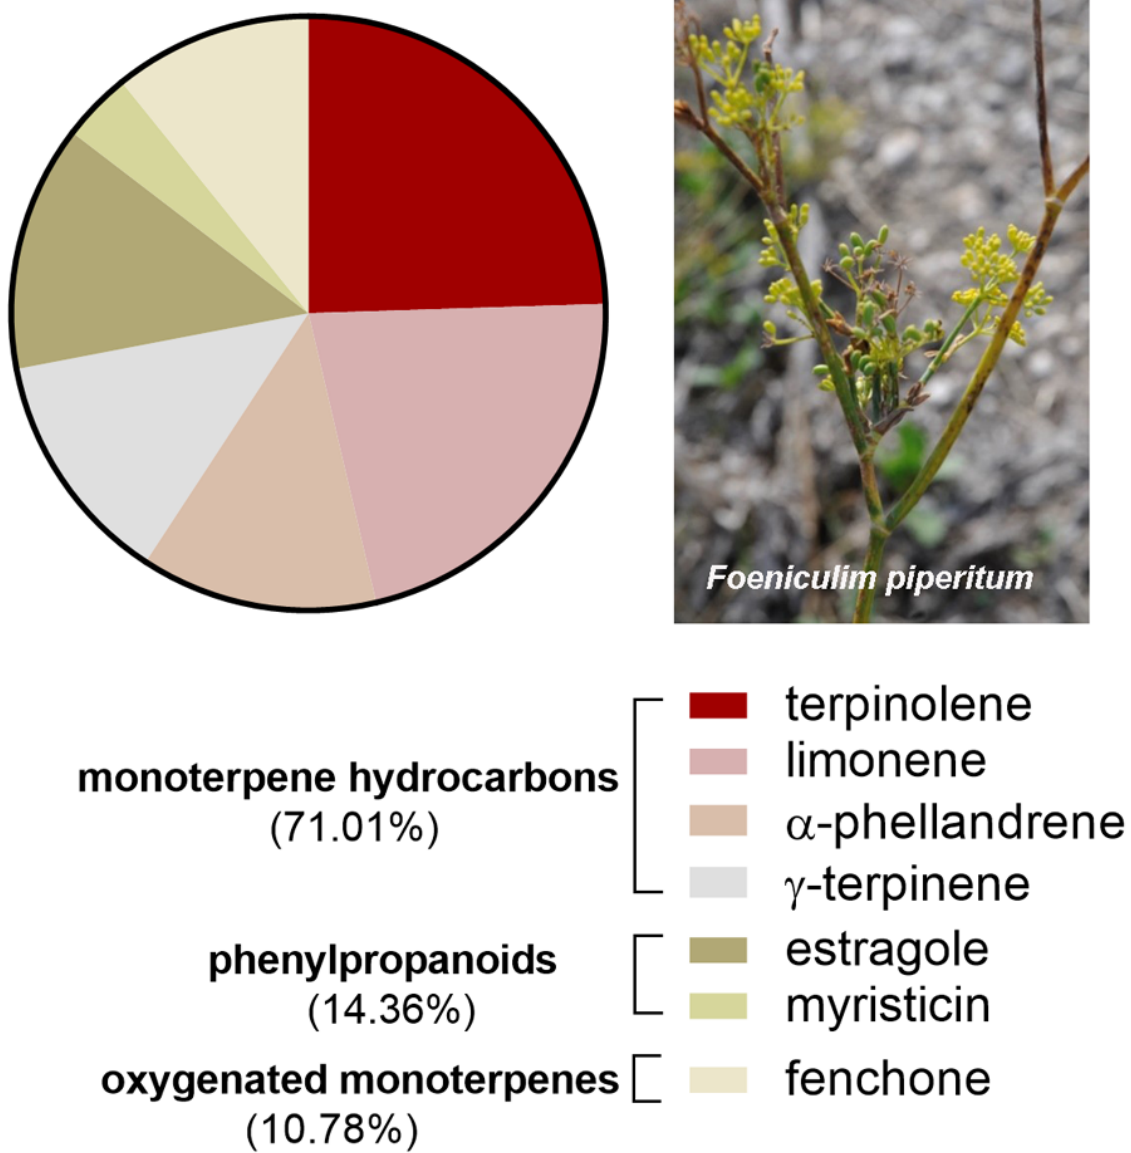 Foeniculim piperitum
monoterpene hydrocarbons
(71.01%)
terpinolene
limonene
α-phellandrene
γ-terpinene
phenylpropanoids
(14.36%)
estragole
myristicin
oxygenated monoterpenes
(10.78%)
fenchone